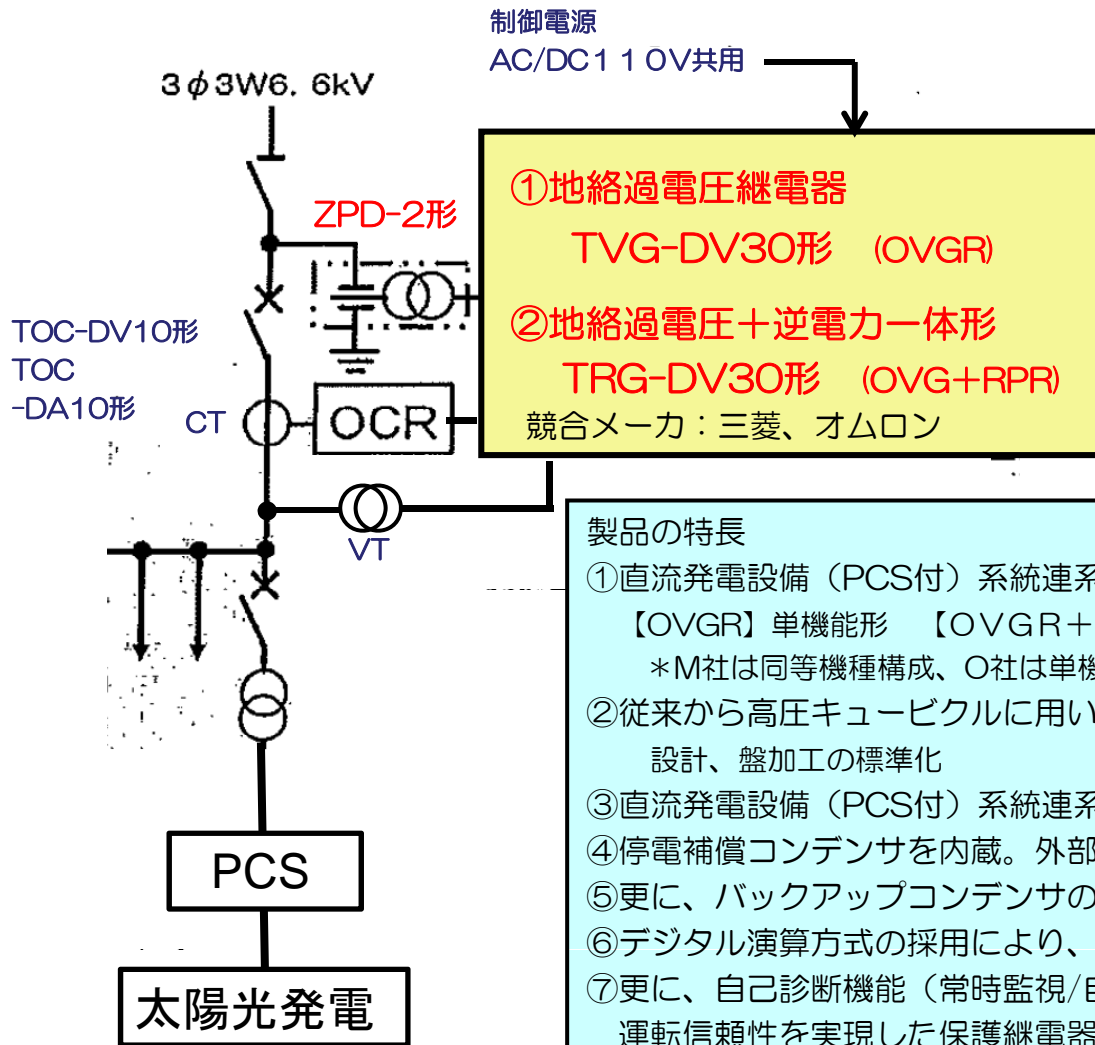 制御電源
AC/DC110V共用
3φ3W6.6kV
ZPD-2形
①地絡過電圧継電器
TVG-DV30形 (OVGR)
②地絡過電圧＋逆電力一体形
TRG-DV30形 (OVG+RPR)
競合メーカ：三菱、オムロン
TOC-DV10形
TOC
-DA10形
CT
OCR
VT
製品の特長
①直流発電設備（PCS付）系統連系
【OVGR】単機能形 【OVGR＋
＊M社は同等機種構成、O社は単機
②従来から高圧キュービクルに用い
設計、盤加工の標準化
③直流発電設備（PCS付）系統連系
④停電補償コンデンサを内蔵。外部
⑤更に、バックアップコンデンサの
⑥デジタル演算方式の採用により、
⑦更に、自己診断機能（常時監視/自
運転信頼性を実現した保護継電器
PCS
太陽光発電